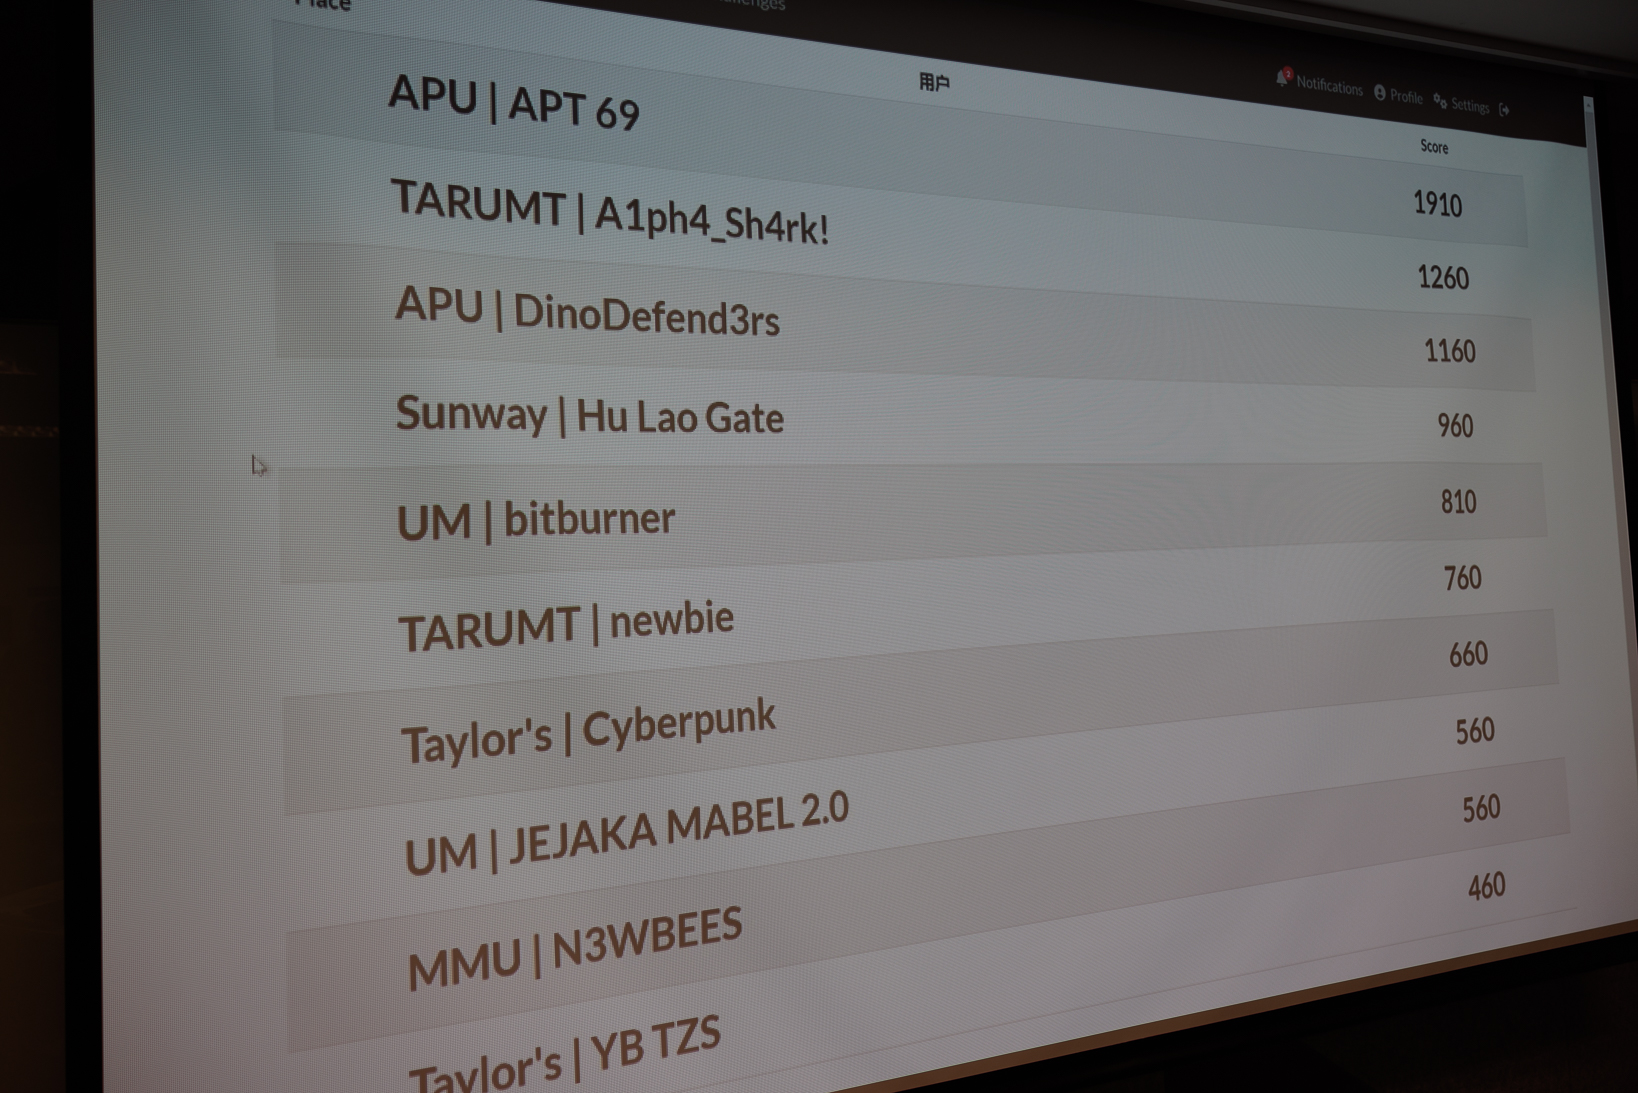 Place
用户
Notifications Profile Settings
Score
APU | APT 69 1910
TARUMT | A1ph4_Sh4rk! 1260
APU | DinoDefend3rs 1160
Sunway | Hu Lao Gate 960
UM | bitburner 810
TARUMT | newbie 760
Taylor's | Cyberpunk 660
UM | JEJAKA MABEL 2.0 560
MMU | N3WBEES 560
Taylor's | YB TZS 460